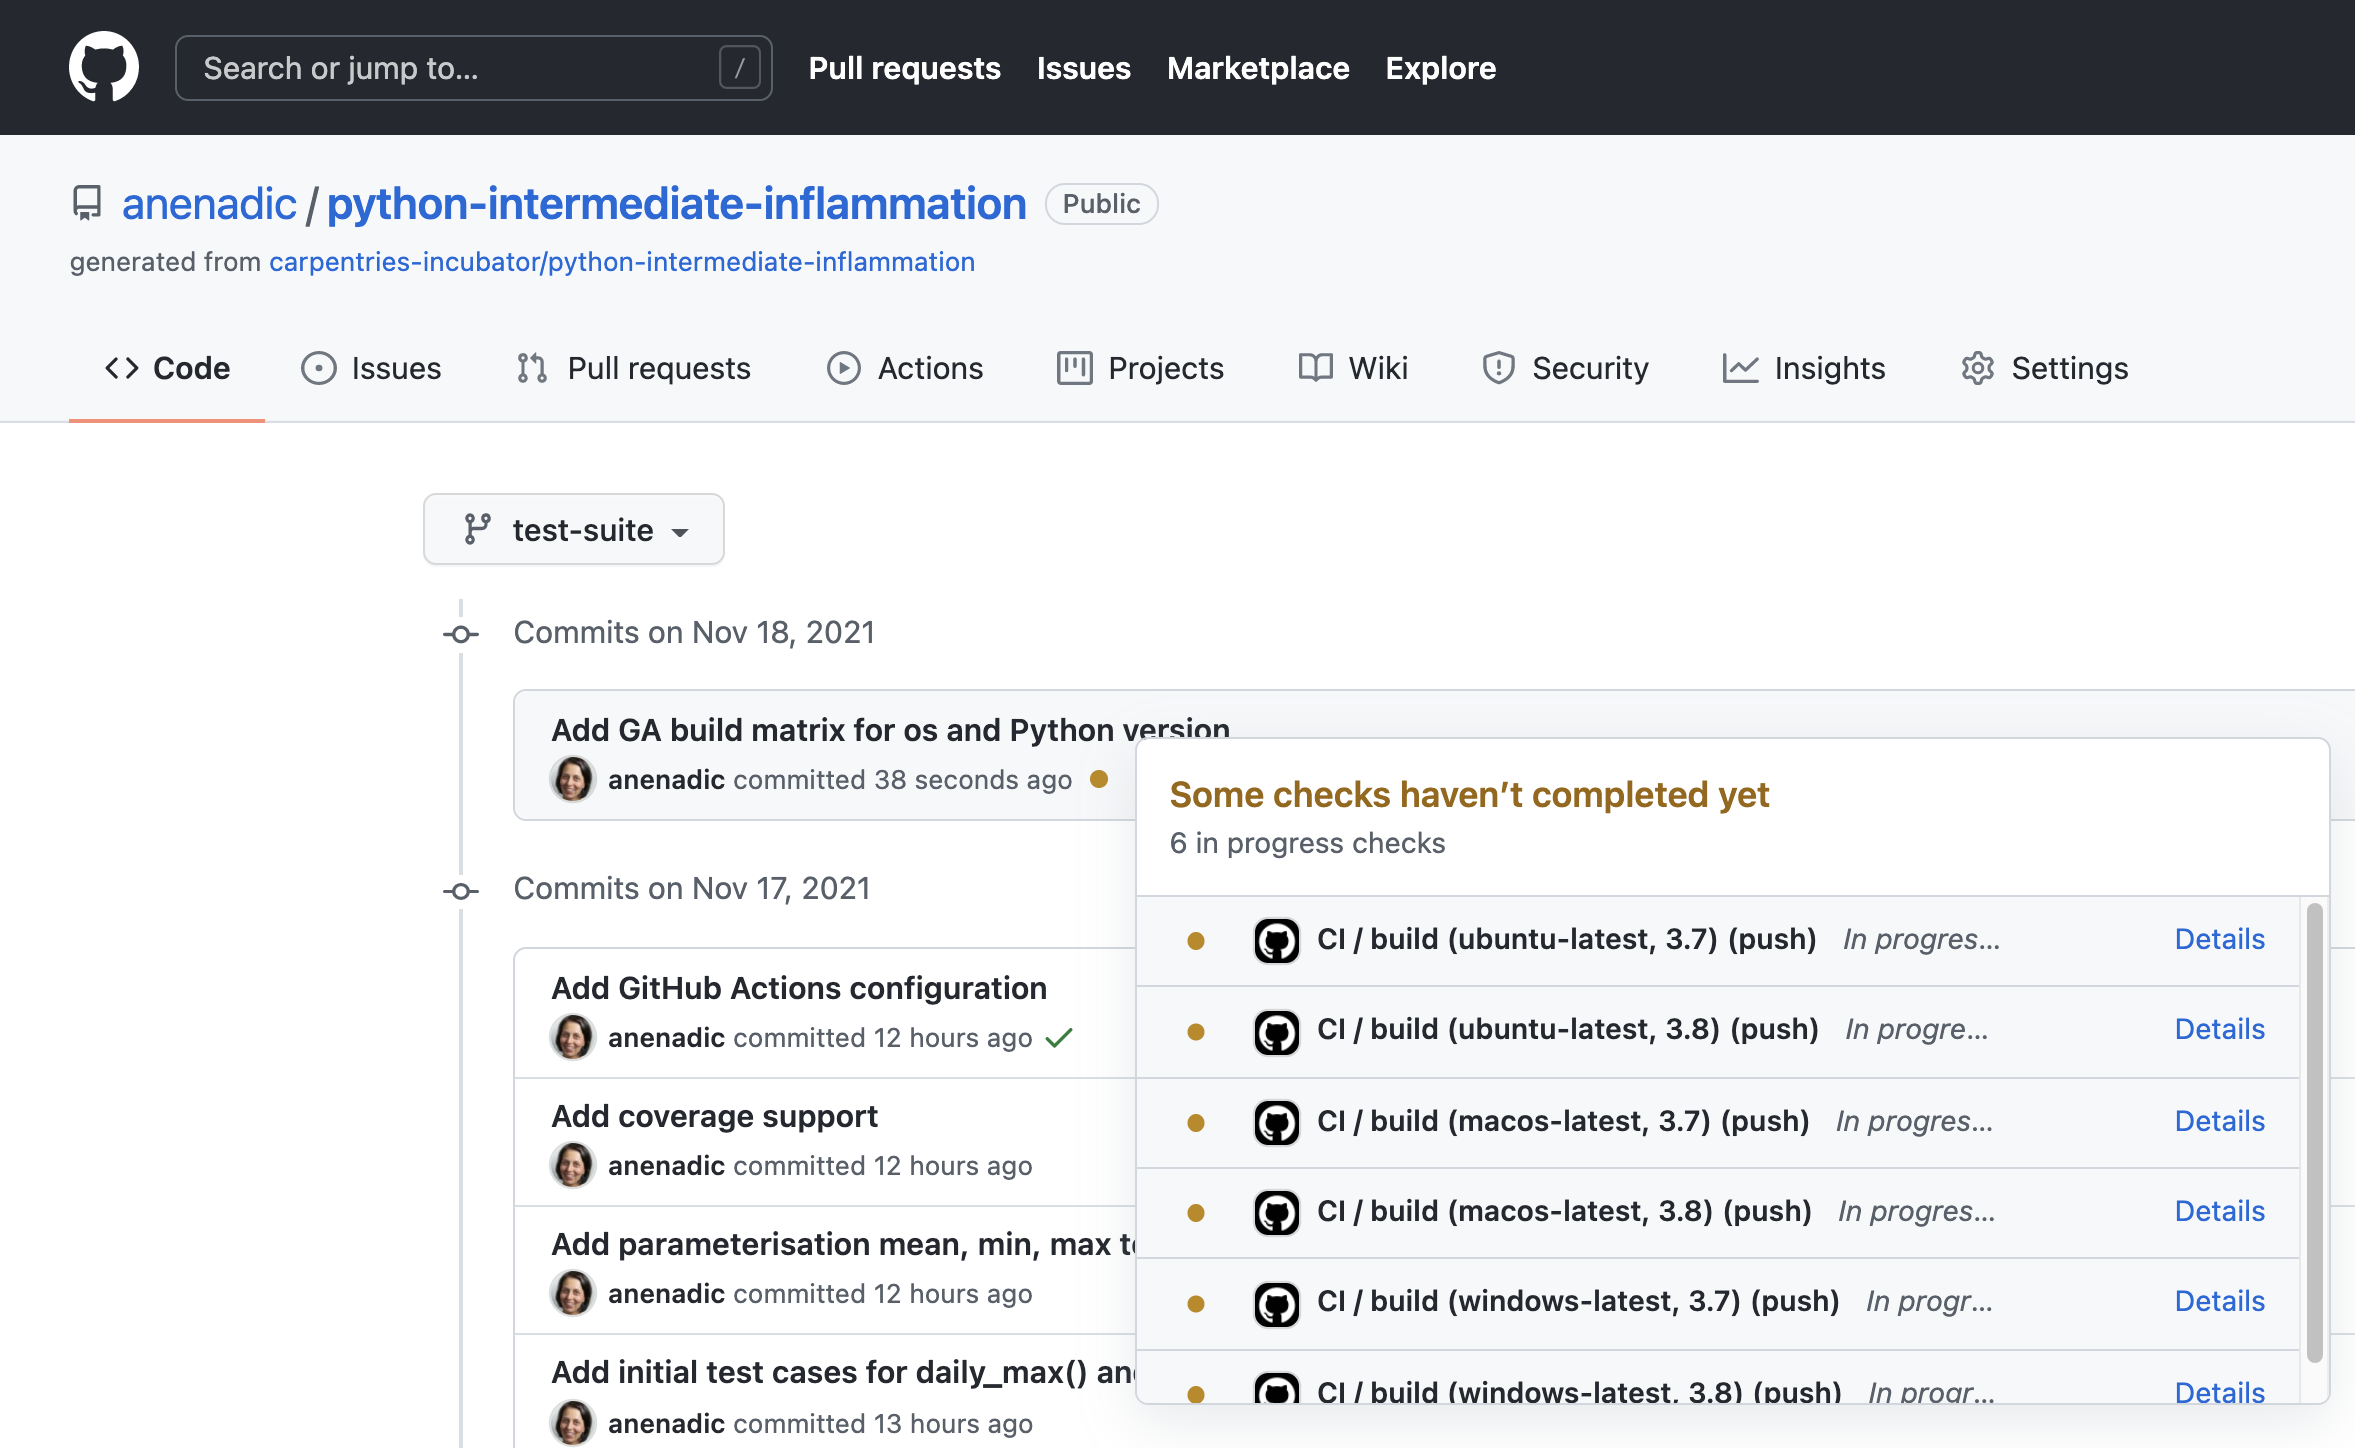 Search or jump to... /
Pull requests Issues Marketplace Explore
anenadic / python-intermediate-inflammation Public
generated from carpentries-incubator/python-intermediate-inflammation
Code Issues Pull requests Actions Projects Wiki Security Insights Settings
test-suite
Commits on Nov 18, 2021
Add GA build matrix for os and Python version
anenadic committed 38 seconds ago
Some checks haven’t completed yet
6 in progress checks
CI / build (ubuntu-latest, 3.7) (push) In progres... Details
CI / build (ubuntu-latest, 3.8) (push) In progre... Details
CI / build (macos-latest, 3.7) (push) In progres... Details
CI / build (macos-latest, 3.8) (push) In progres... Details
CI / build (windows-latest, 3.7) (push) In progr... Details
CI / build (windows-latest, 3.8) (push) In progr... Details
Commits on Nov 17, 2021
Add GitHub Actions configuration
anenadic committed 12 hours ago
Add coverage support
anenadic committed 12 hours ago
Add parameterisation mean, min, max
anenadic committed 12 hours ago
Add initial test cases for daily_max()
anenadic committed 13 hours ago